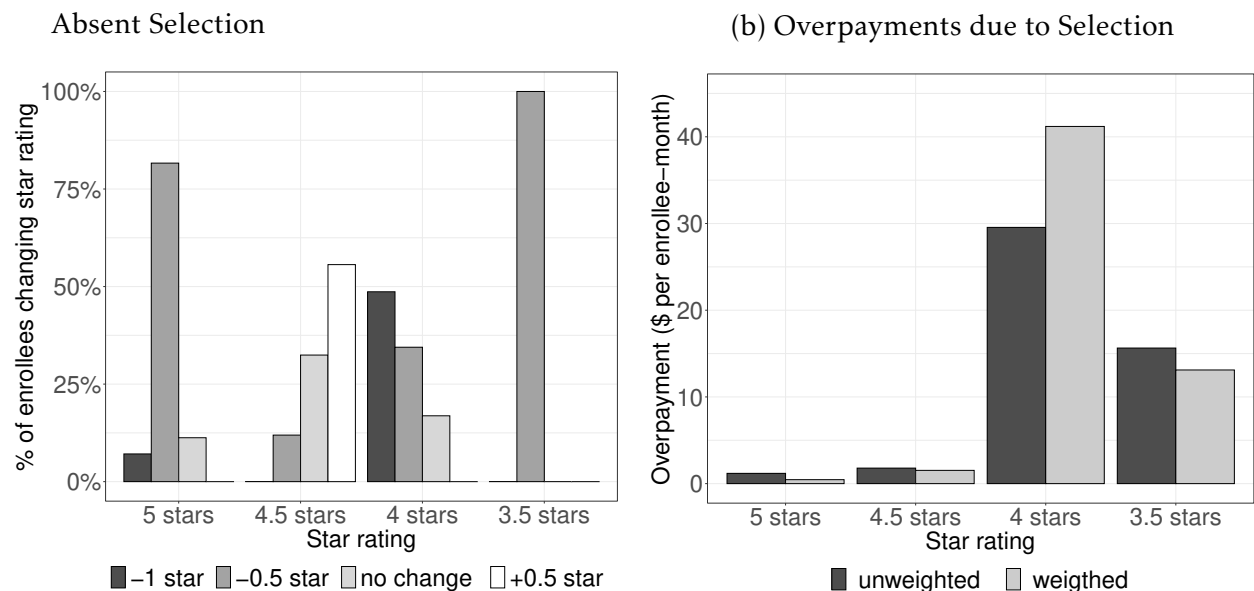 Absent Selection
% of enrollees changing star rating
100%
75%
50%
25%
0%
5 stars 4.5 stars 4 stars 3.5 stars
Star rating
−1 star −0.5 star no change +0.5 star
(b) Overpayments due to Selection
Overpayment ($ per enrollee−month)
40
30
20
10
0
5 stars 4.5 stars 4 stars 3.5 stars
Star rating
unweighted weigthed